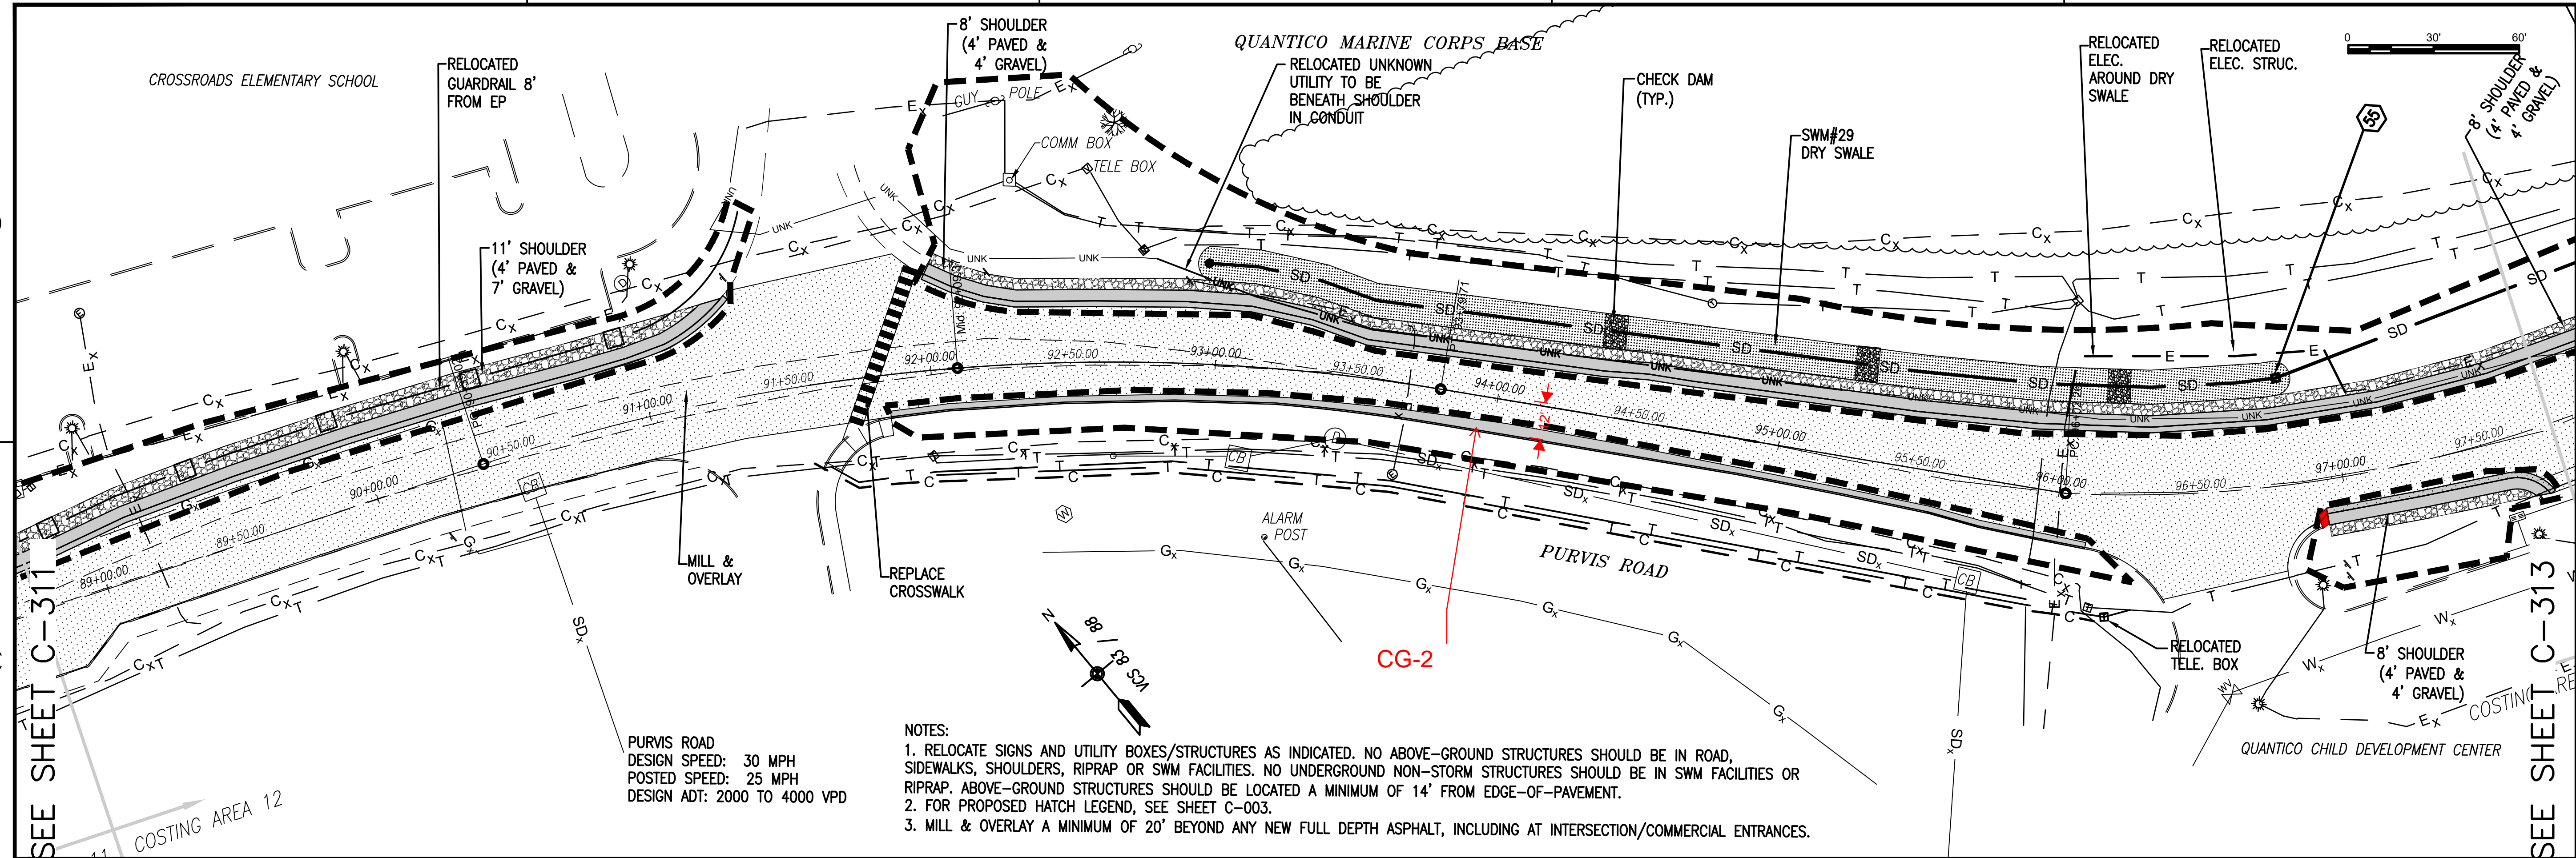 CROSSROADS ELEMENTARY SCHOOL
RELOCATED
GUARDRAIL 8'
FROM EP
8' SHOULDER
(4' PAVED &
4' GRAVEL)
GUY
POLE
COMM BOX
TELE BOX
QUANTICO MARINE CORPS BASE
RELOCATED UNKNOWN
UTILITY TO BE
BENEATH SHOULDER
IN CONDUIT
CHECK DAM
(TYP.)
SWM#29
DRY SWALE
RELOCATED
ELEC.
AROUND DRY
SWALE
RELOCATED
ELEC. STRUC.
0 30' 60'
55
8' SHOULDER
(4' PAVED &
4' GRAVEL)
11' SHOULDER
(4' PAVED &
7' GRAVEL)
89+00.00
89+50.00
90+00.00
90+50.00
91+00.00
91+50.00
92+00.00
92+50.00
93+00.00
93+50.00
94+00.00
94+50.00
95+00.00
95+50.00
96+00.00
96+50.00
97+00.00
97+50.00
12'
CB
CB
CB
MILL &
OVERLAY
REPLACE
CROSSWALK
ALARM
POST
PURVIS ROAD
CG-2
VCS 83 / 88
N
RELOCATED
TELE. BOX
8' SHOULDER
(4' PAVED &
4' GRAVEL)
WV
QUANTICO CHILD DEVELOPMENT CENTER
SEE SHEET C-311
SEE SHEET C-313
COSTING AREA 12
PURVIS ROAD
DESIGN SPEED: 30 MPH
POSTED SPEED: 25 MPH
DESIGN ADT: 2000 TO 4000 VPD
NOTES:
1. RELOCATE SIGNS AND UTILITY BOXES/STRUCTURES AS INDICATED. NO ABOVE-GROUND STRUCTURES SHOULD BE IN ROAD,
SIDEWALKS, SHOULDERS, RIPRAP OR SWM FACILITIES. NO UNDERGROUND NON-STORM STRUCTURES SHOULD BE IN SWM FACILITIES OR
RIPRAP. ABOVE-GROUND STRUCTURES SHOULD BE LOCATED A MINIMUM OF 14' FROM EDGE-OF-PAVEMENT.
2. FOR PROPOSED HATCH LEGEND, SEE SHEET C-003.
3. MILL & OVERLAY A MINIMUM OF 20' BEYOND ANY NEW FULL DEPTH ASPHALT, INCLUDING AT INTERSECTION/COMMERCIAL ENTRANCES.